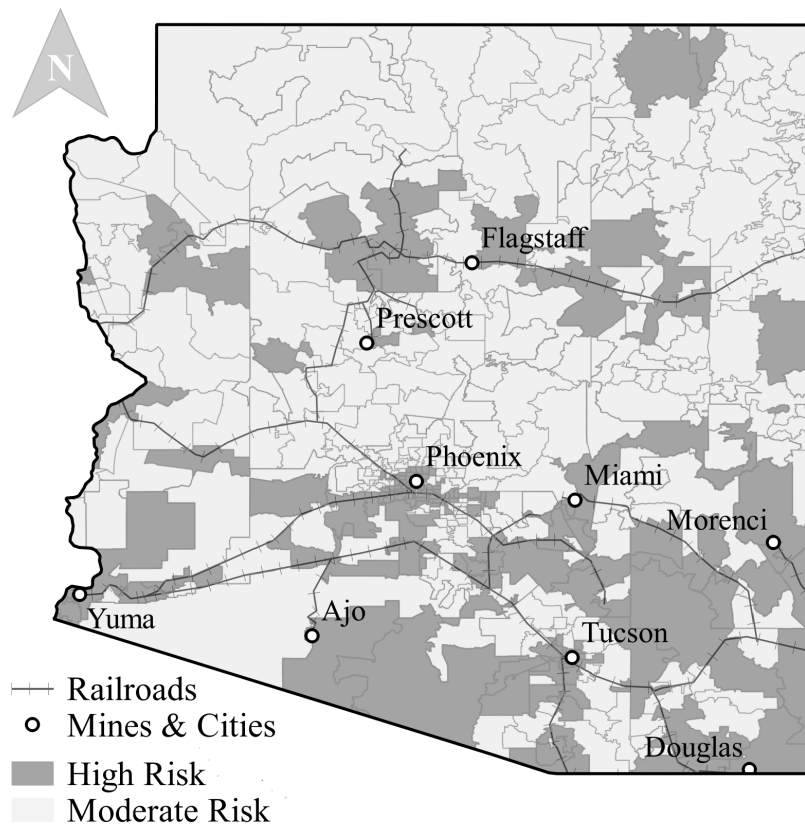 N
Flagstaff
Prescott
Phoenix
Miami
Morenci
Yuma
Ajo
Tucson
Railroads
Mines & Cities
Douglas
High Risk
Moderate Risk